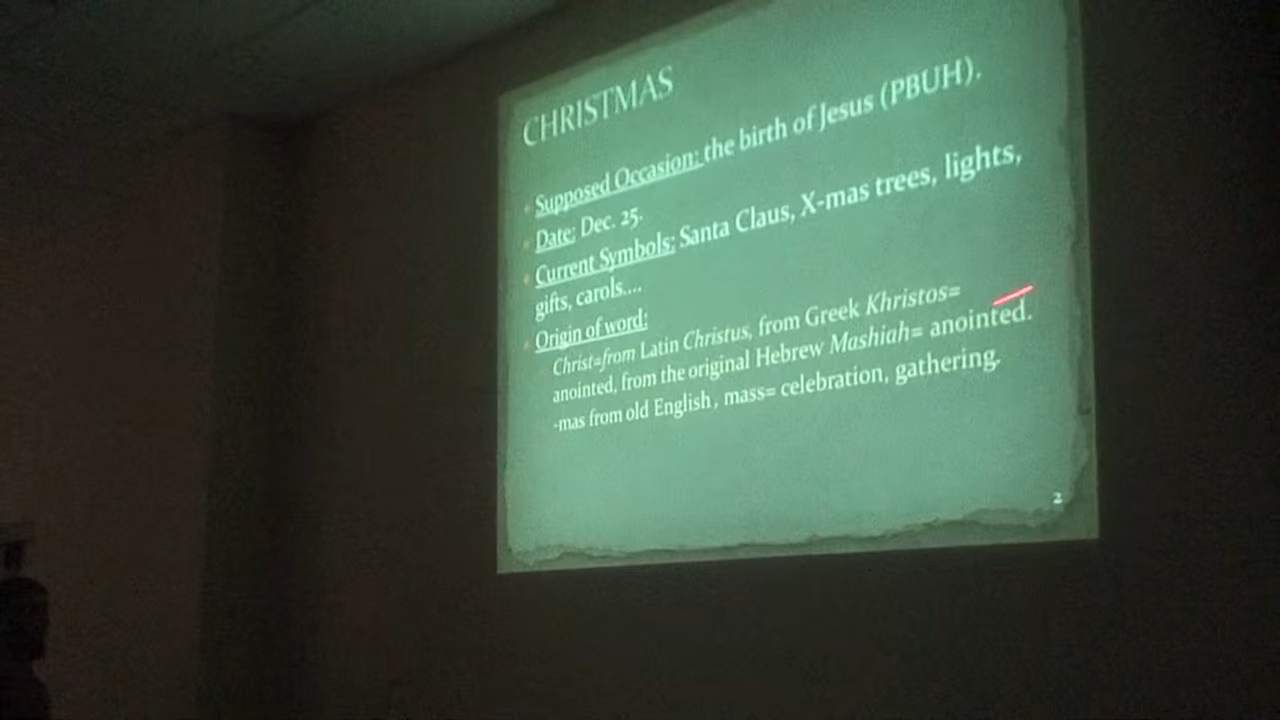 CHRISTMAS
Supposed Occasion: the birth of Jesus (PBUH).
Date: Dec. 25.
Current Symbols: Santa Claus, X-mas trees, lights,
gifts, carols....
Origin of word:
Christ=from Latin Christus, from Greek Khristos=
anointed, from the original Hebrew Mashiah= anointed.
-mas from old English, mass= celebration, gathering.
2